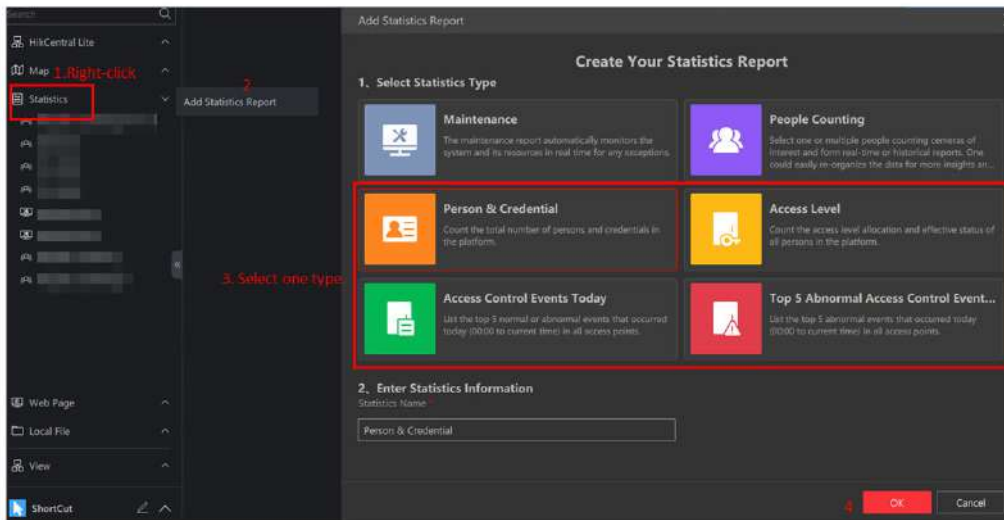 Search
Add Statistics Report
HikCentral Lite
Map
1.Right-click
Statistics
2
Add Statistics Report
Create Your Statistics Report
1、Select Statistics Type
Maintenance
The maintenance report automatically monitors the
system and its resources in real time for any exceptions.
People Counting
Select one or multiple people counting cameras of
interest and form real-time or historical reports. One
could easily re-organize the data for more insights an...
Person & Credential
Count the total number of persons and credentials in
the platform.
Access Level
Count the access level allocation and effective status of
all persons in the platform.
3. Select one type
Access Control Events Today
List the top 5 normal or abnormal events that occurred
today (00:00 to current time) in all access points.
Top 5 Abnormal Access Control Event...
List the top 5 abnormal events that occurred today
(00:00 to current time) in all access points.
2、Enter Statistics Information
Statistics Name *
Person & Credential
Web Page
Local File
View
ShortCut
4
OK
Cancel